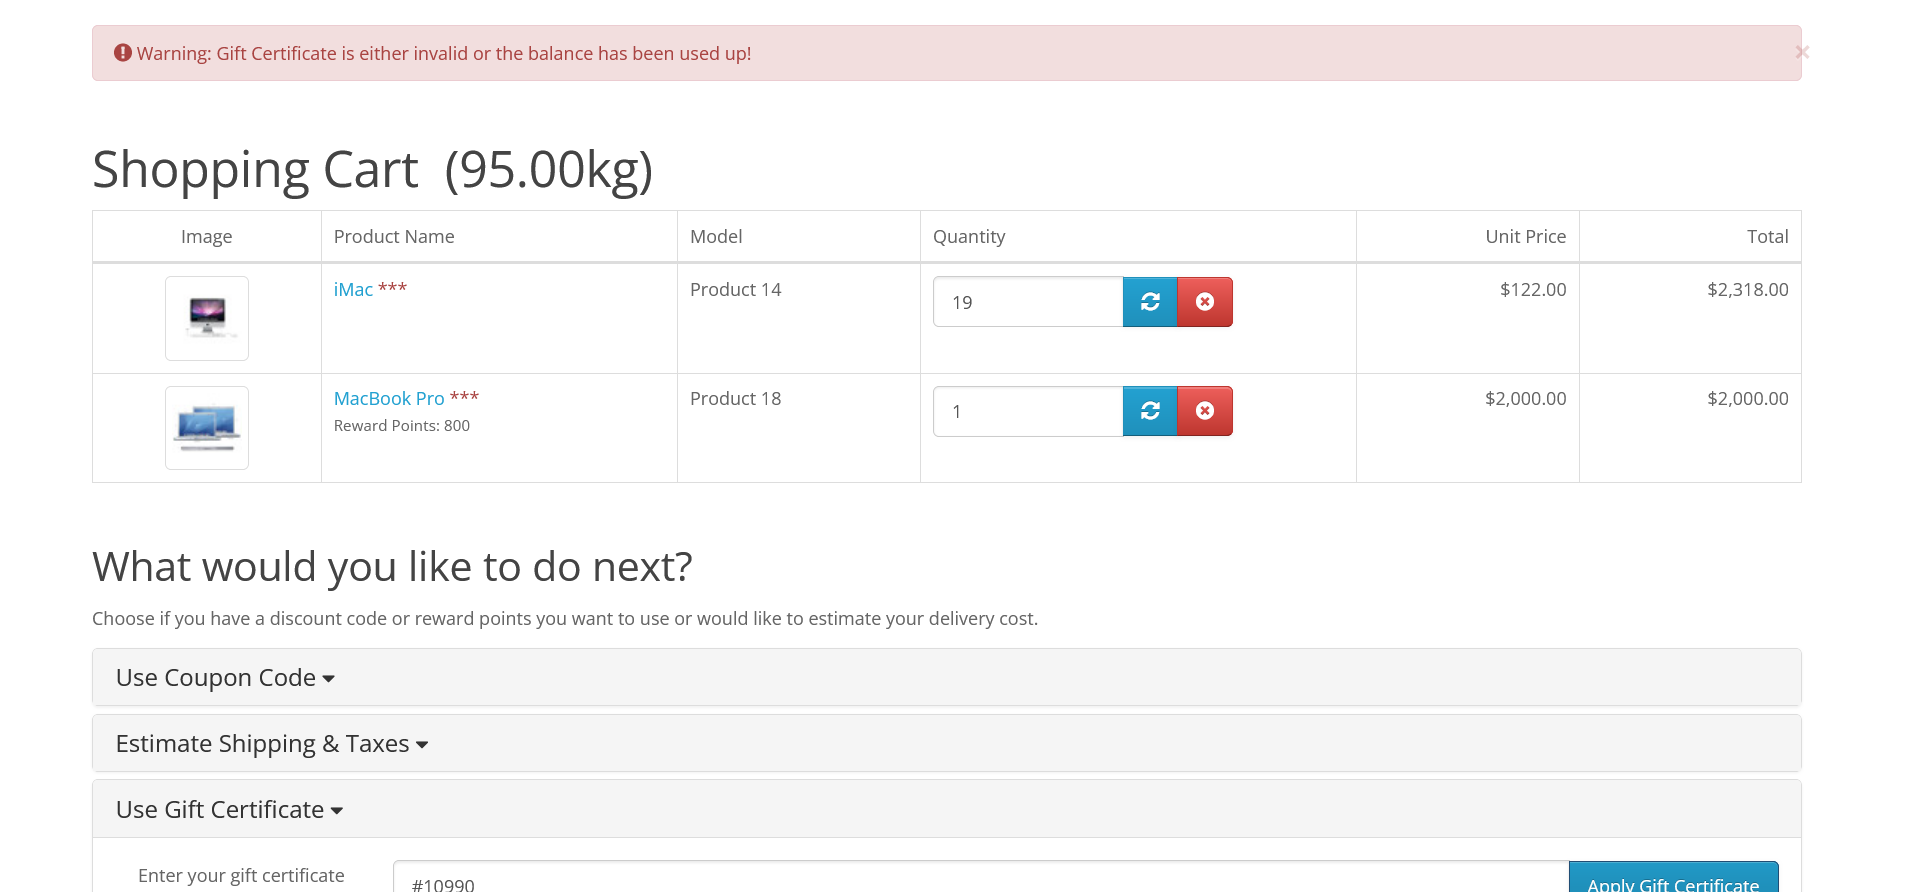 Warning: Gift Certificate is either invalid or the balance has been used up!
×
Shopping Cart (95.00kg)
Image Product Name Model Quantity Unit Price Total
iMac *** Product 14 19 $122.00 $2,318.00
MacBook Pro *** Product 18 1 $2,000.00 $2,000.00
Reward Points: 800
What would you like to do next?
Choose if you have a discount code or reward points you want to use or would like to estimate your delivery cost.
Use Coupon Code
Estimate Shipping & Taxes
Use Gift Certificate
Enter your gift certificate #10990 Apply Gift Certificate